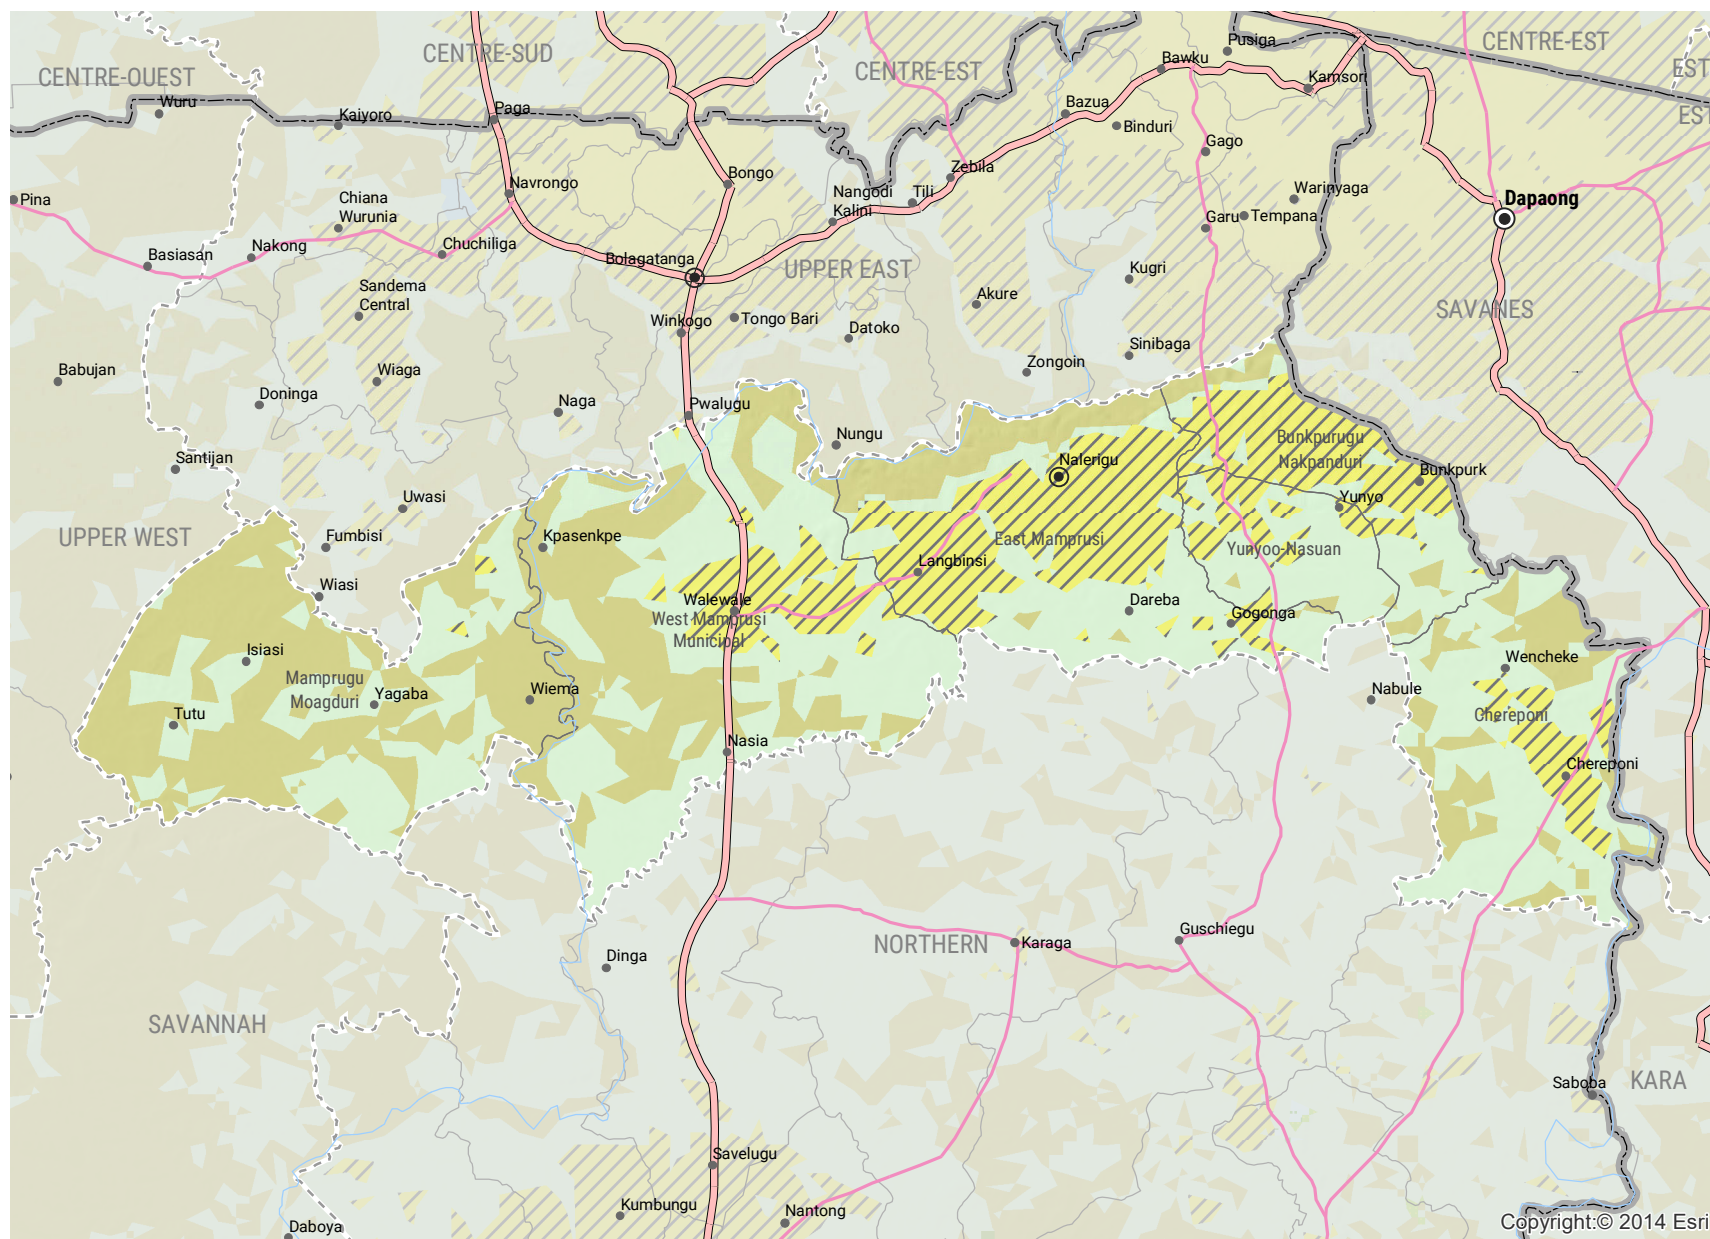 CENTRE-SUD
CENTRE-OUEST
CENTRE-EST
CENTRE-EST
EST
EST
Pusiga
Bawku
Kamsori
Wuru
Kaiyoro
Paga
Bazua
Binduri
Gago
Zebila
Bongo
Navrongo
Nangodi
Kalini
Tili
Warinyaga
Dapaong
Pina
Chiana
Wurunia
Garu
Tempana
Basiasan
Nakong
Chuchiliga
Bolagatanga
UPPER EAST
Kugri
Sandema
Central
Akure
SAVANES
Winkogo
Tongo Bari
Datoko
Sinibaga
Zongoin
Babujan
Wiaga
Doninga
Naga
Pwalugu
Nungu
Bunkpurugu
Nakpanduri
Santijan
Nalerigu
Bunkpurk
Uwasi
Yunyo
UPPER WEST
Fumbisi
Kpasenkpe
East Mamprusi
Yunyoo-Nasuan
Langbinsi
Wiasi
Walewale
West Mamprusi
Municipal
Dareba
Gogonga
Isiasi
Wencheke
Mamprugu
Moagduri
Yagaba
Wiema
Nabule
Tutu
Chereponi
Nasia
Chereponi
Guschiegu
NORTHERN
Karaga
Dinga
SAVANNAH
Saboba
KARA
Savelugu
Kumbungu
Nantong
Daboya
Copyright:© 2014 Esri